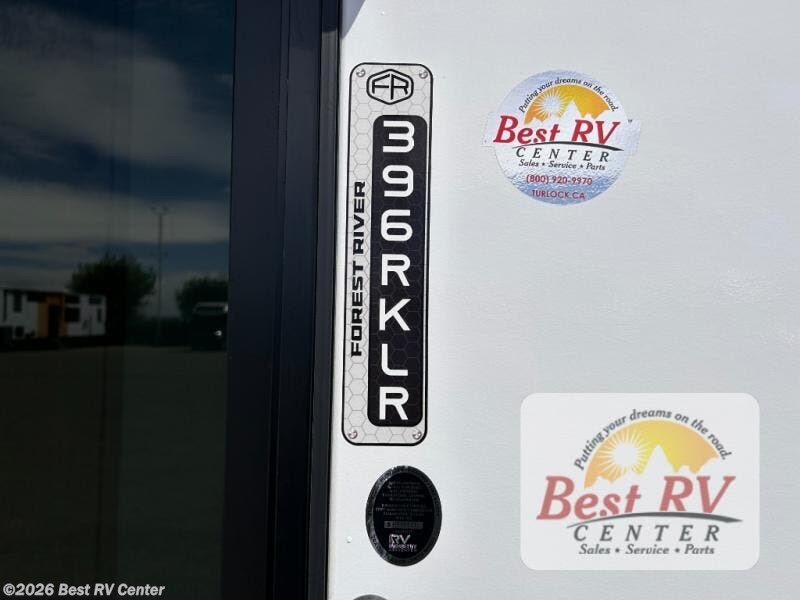 FR
396RKLR
FOREST RIVER
Putting your dreams on the road.
Best RV
CENTER
Sales ★ Service ★ Parts
(800) 920-9970
TURLOCK CA
RV
Putting your dreams on the road.
Best RV
CENTER
Sales ★ Service ★ Parts
©2026 Best RV Center